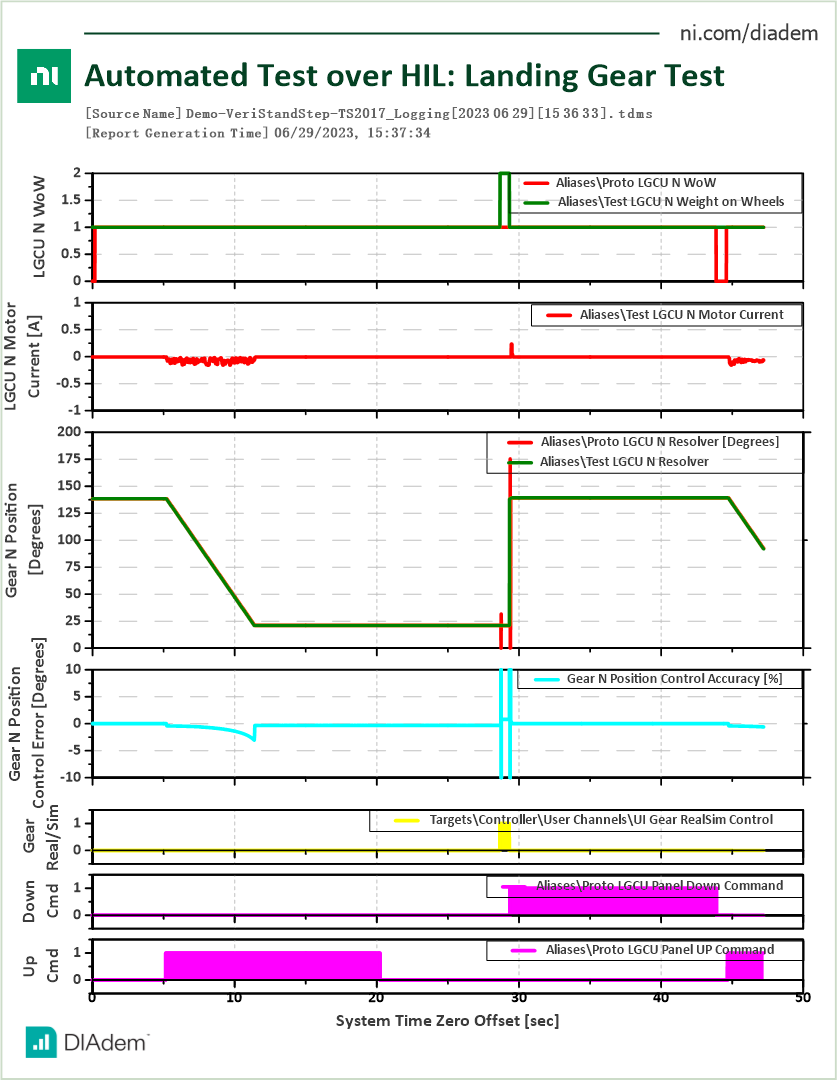 ni.com/diadem
ni
Automated Test over HIL: Landing Gear Test
[Source Name] Demo-VeriStandStep-TS2017_Logging[2023 06 29][15 36 33].tdms
[Report Generation Time] 06/29/2023, 15:37:34
LGCU N WoW
2
1.5
1
0.5
0
Aliases\Proto LGCU N WoW
Aliases\Test LGCU N Weight on Wheels
LGCU N Motor
Current [A]
1
0.5
0
-0.5
-1
Aliases\Test LGCU N Motor Current
Gear N Position
[Degrees]
200
175
150
125
100
75
50
25
0
Aliases\Proto LGCU N Resolver [Degrees]
Aliases\Test LGCU N Resolver
Gear N Position
Control Error [Degrees]
10
5
0
-5
-10
Gear N Position Control Accuracy [%]
Gear
Real/Sim
1
0
Targets\Controller\User Channels\UI Gear RealSim Control
Down
Cmd
1
0
Aliases\Proto LGCU Panel Down Command
Up
Cmd
1
0
Aliases\Proto LGCU Panel UP Command
0 10 20 30 40 50
System Time Zero Offset [sec]
DIAdem™